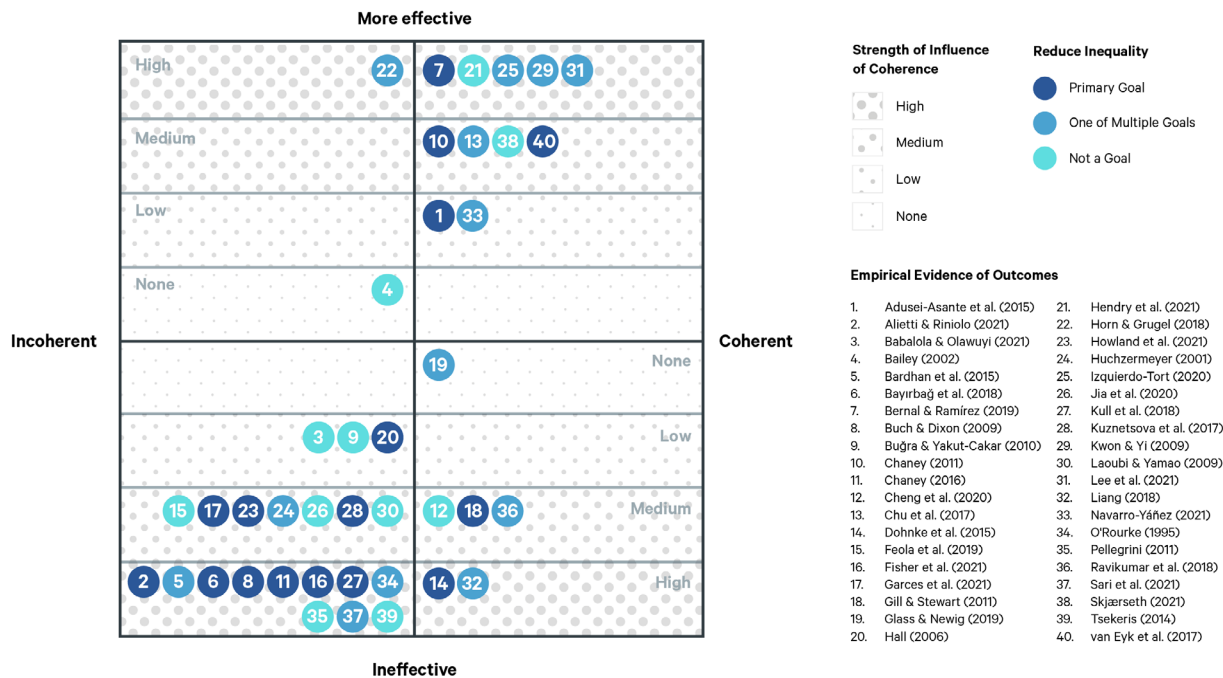 More effective
High
22
7 21 25 29 31
Medium
10 13 38 40
Low
1 33
None
4
Incoherent
Coherent
19
None
3 9 20
Low
15 17 23 24 26 28 30
12 18 36
Medium
2 5 6 8 11 16 27 34
14 32
High
35 37 39
Ineffective
Strength of Influence
of Coherence
High
Medium
Low
None
Reduce Inequality
Primary Goal
One of Multiple Goals
Not a Goal
Empirical Evidence of Outcomes
1. Adusei-Asante et al. (2015)
2. Alietti & Riniolo (2021)
3. Babalola & Olawuyi (2021)
4. Bailey (2002)
5. Bardhan et al. (2015)
6. Bayırbağ et al. (2018)
7. Bernal & Ramírez (2019)
8. Buch & Dixon (2009)
9. Buğra & Yakut-Cakar (2010)
10. Chaney (2011)
11. Chaney (2016)
12. Cheng et al. (2020)
13. Chu et al. (2017)
14. Dohnke et al. (2015)
15. Feola et al. (2019)
16. Fisher et al. (2021)
17. Garces et al. (2021)
18. Gill & Stewart (2011)
19. Glass & Newig (2019)
20. Hall (2006)
21. Hendry et al. (2021)
22. Horn & Grugel (2018)
23. Howland et al. (2021)
24. Huchzermeyer (2001)
25. Izquierdo-Tort (2020)
26. Jia et al. (2020)
27. Kull et al. (2018)
28. Kuznetsova et al. (2017)
29. Kwon & Yi (2009)
30. Laoubi & Yamao (2009)
31. Lee et al. (2021)
32. Liang (2018)
33. Navarro-Yáñez (2021)
34. O'Rourke (1995)
35. Pellegrini (2011)
36. Ravikumar et al. (2018)
37. Sari et al. (2021)
38. Skjærseth (2021)
39. Tsekeris (2014)
40. van Eyk et al. (2017)